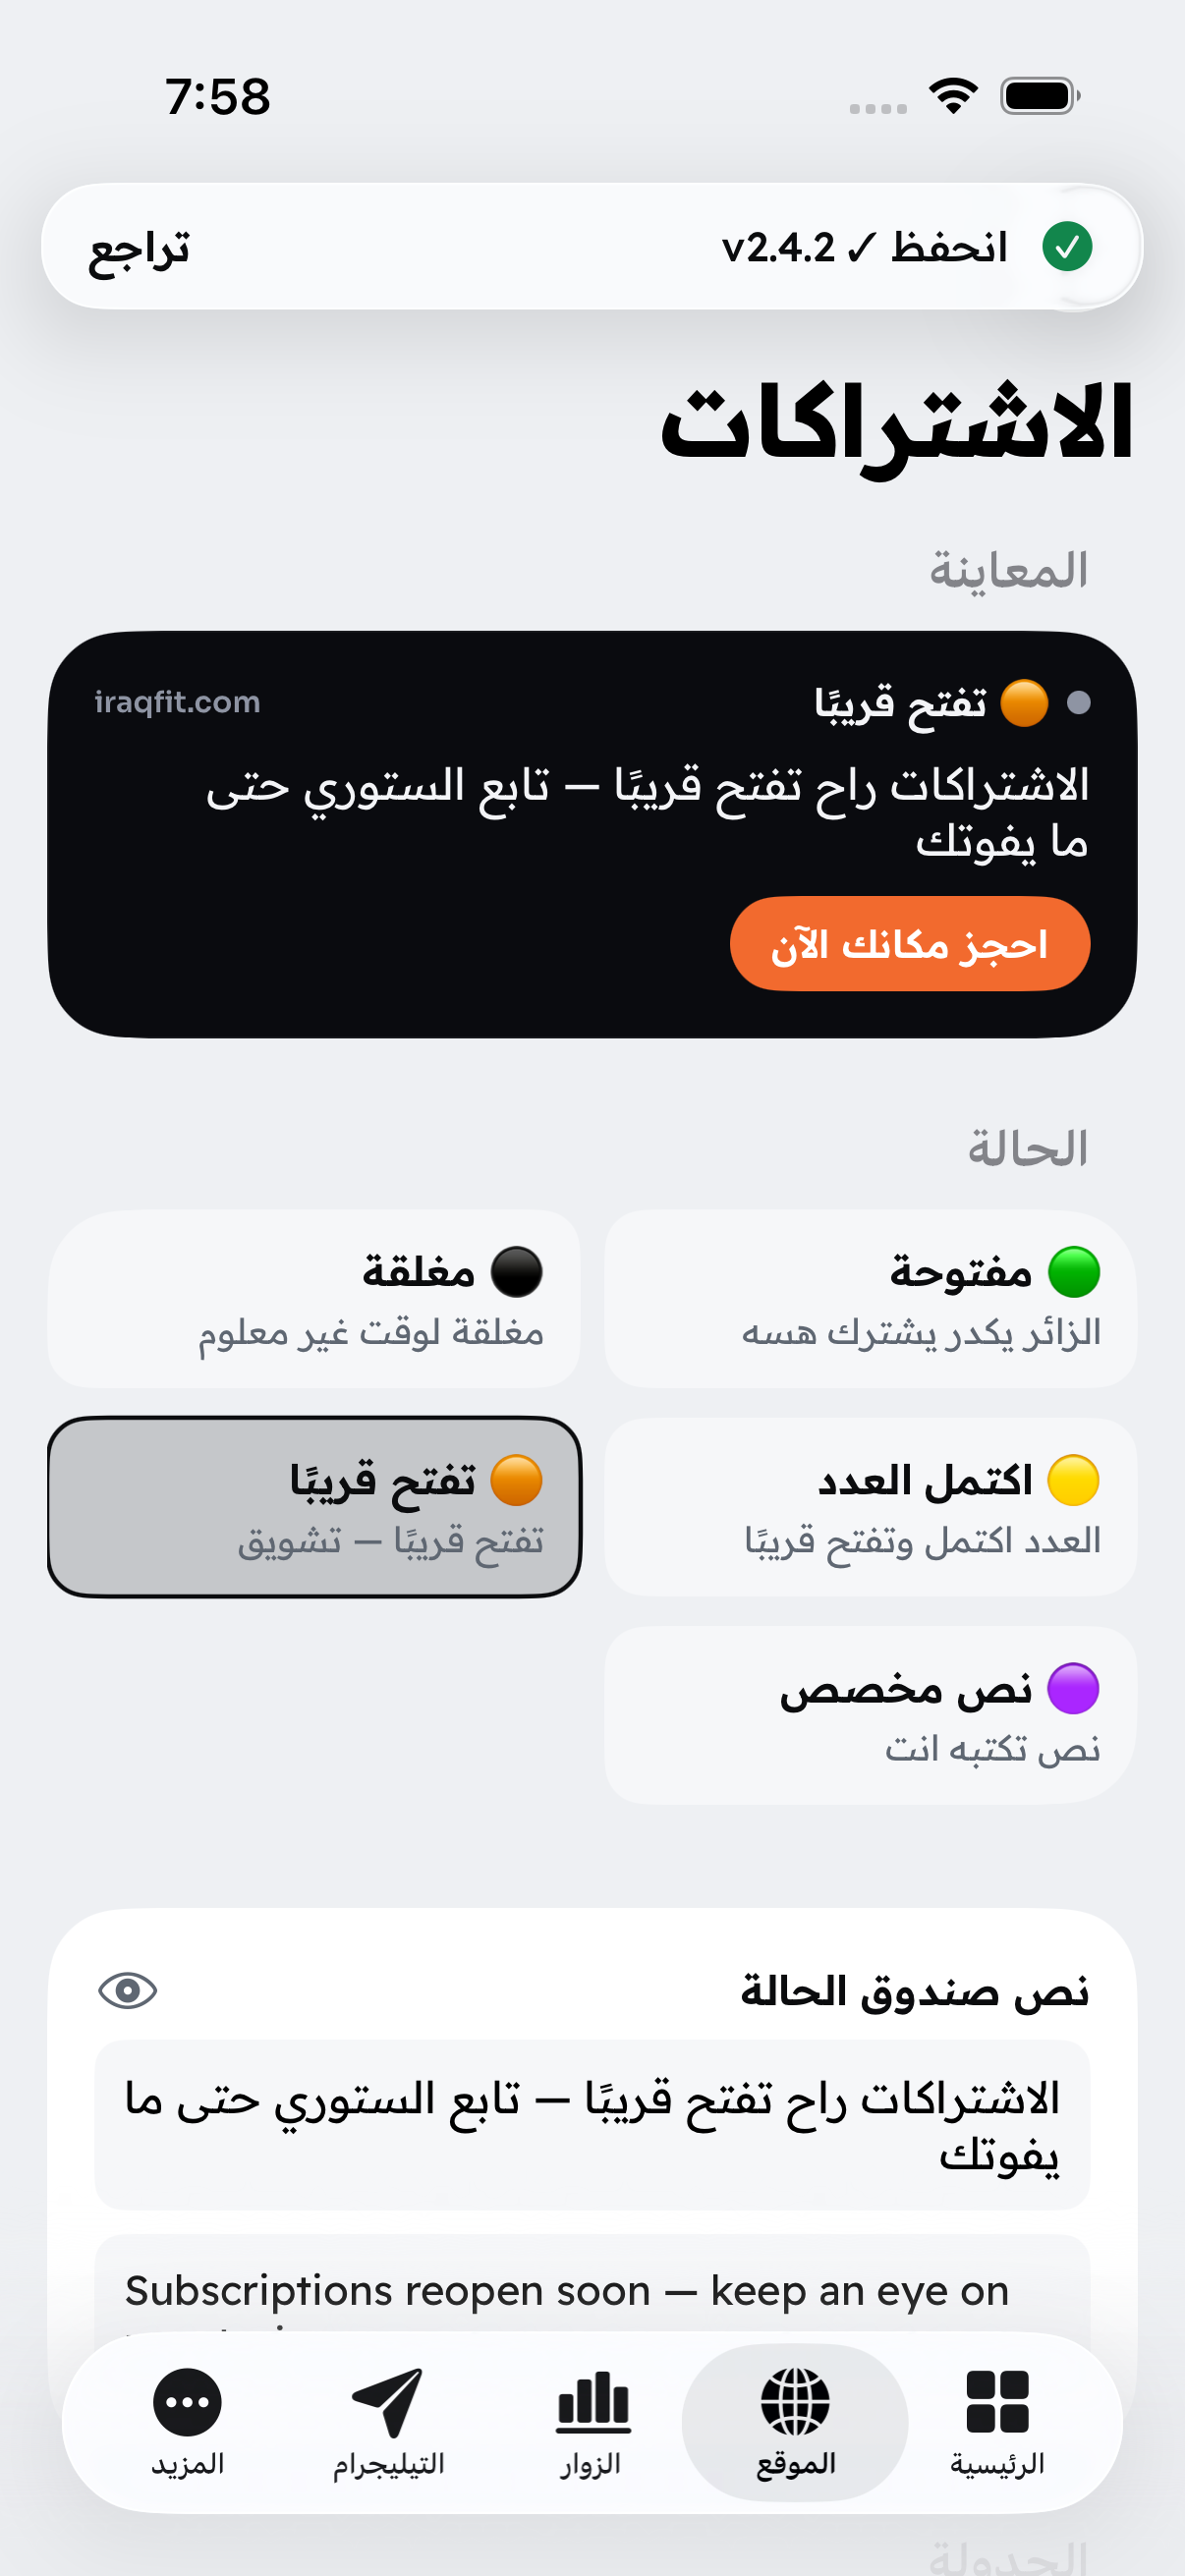 7:58
انحفظ ✓ v2.4.2
تراجع
الاشتراكات
المعاينة
تفتح قريبًا
iraqfit.com
الاشتراكات راح تفتح قريبًا — تابع الستوري حتى
ما يفوتك
احجز مكانك الآن
الحالة
مفتوحة
الزائر يكدر يشترك هسه
مغلقة
مغلقة لوقت غير معلوم
اكتمل العدد
العدد اكتمل وتفتح قريبًا
تفتح قريبًا
تفتح قريبًا — تشويق
نص مخصص
نص تكتبه انت
نص صندوق الحالة
الاشتراكات راح تفتح قريبًا — تابع الستوري حتى ما
يفوتك
Subscriptions reopen soon — keep an eye on
الرئيسية
الموقع
الزوار
التيليجرام
المزيد
الجدولة